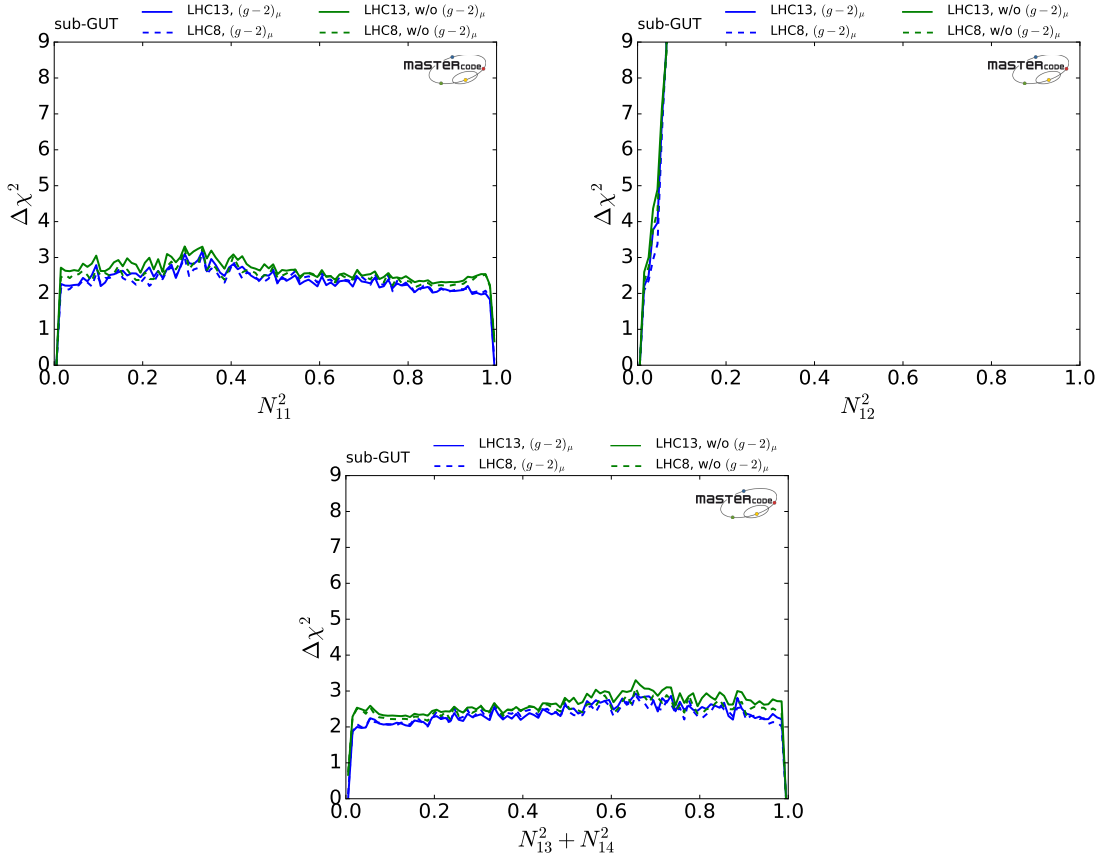 sub-GUT
LHC13, (g − 2)μ
LHC8, (g − 2)μ
LHC13, w/o (g − 2)μ
LHC8, w/o (g − 2)μ
MASTERCODE
9
8
7
6
5
4
3
2
1
0
Δχ²
0.0 0.2 0.4 0.6 0.8 1.0
N²₁₁
sub-GUT
LHC13, (g − 2)μ
LHC8, (g − 2)μ
LHC13, w/o (g − 2)μ
LHC8, w/o (g − 2)μ
MASTERCODE
9
8
7
6
5
4
3
2
1
0
Δχ²
0.0 0.2 0.4 0.6 0.8 1.0
N²₁₂
sub-GUT
LHC13, (g − 2)μ
LHC8, (g − 2)μ
LHC13, w/o (g − 2)μ
LHC8, w/o (g − 2)μ
MASTERCODE
9
8
7
6
5
4
3
2
1
0
Δχ²
0.0 0.2 0.4 0.6 0.8 1.0
N²₁₃ + N²₁₄